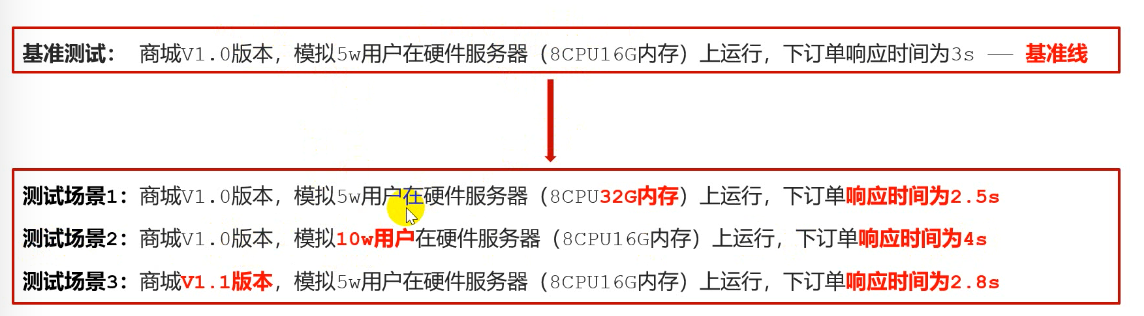 基准测试： 商城V1.0版本，模拟5w用户在硬件服务器（8CPU16G内存）上运行，下订单响应时间为3s —— 基准线
测试场景1：商城V1.0版本，模拟5w用户在硬件服务器（8CPU32G内存）上运行，下订单响应时间为2.5s
测试场景2：商城V1.0版本，模拟10w用户在硬件服务器（8CPU16G内存）上运行，下订单响应时间为4s
测试场景3：商城V1.1版本，模拟5w用户在硬件服务器（8CPU16G内存）上运行，下订单响应时间为2.8s